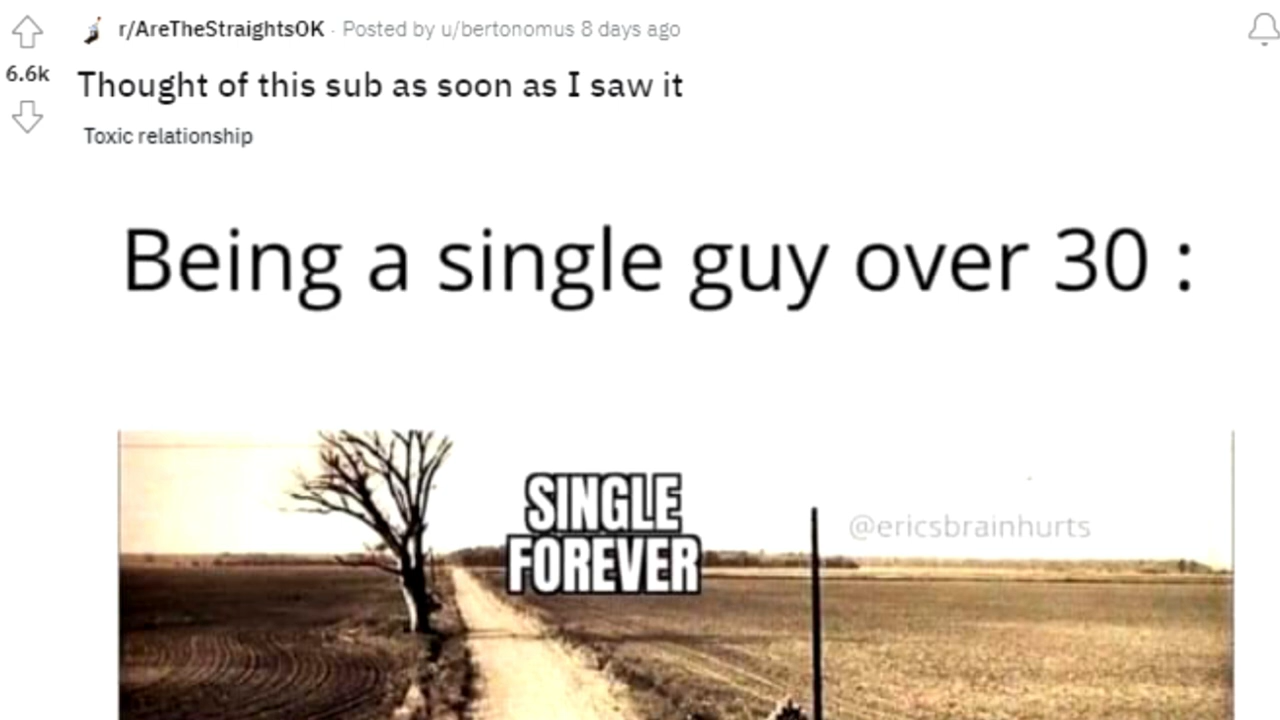 r/AreTheStraightsOK · Posted by u/bertonomus 8 days ago
6.6k
Thought of this sub as soon as I saw it
Toxic relationship
Being a single guy over 30 :
SINGLE
FOREVER
@ericsbrainhurts